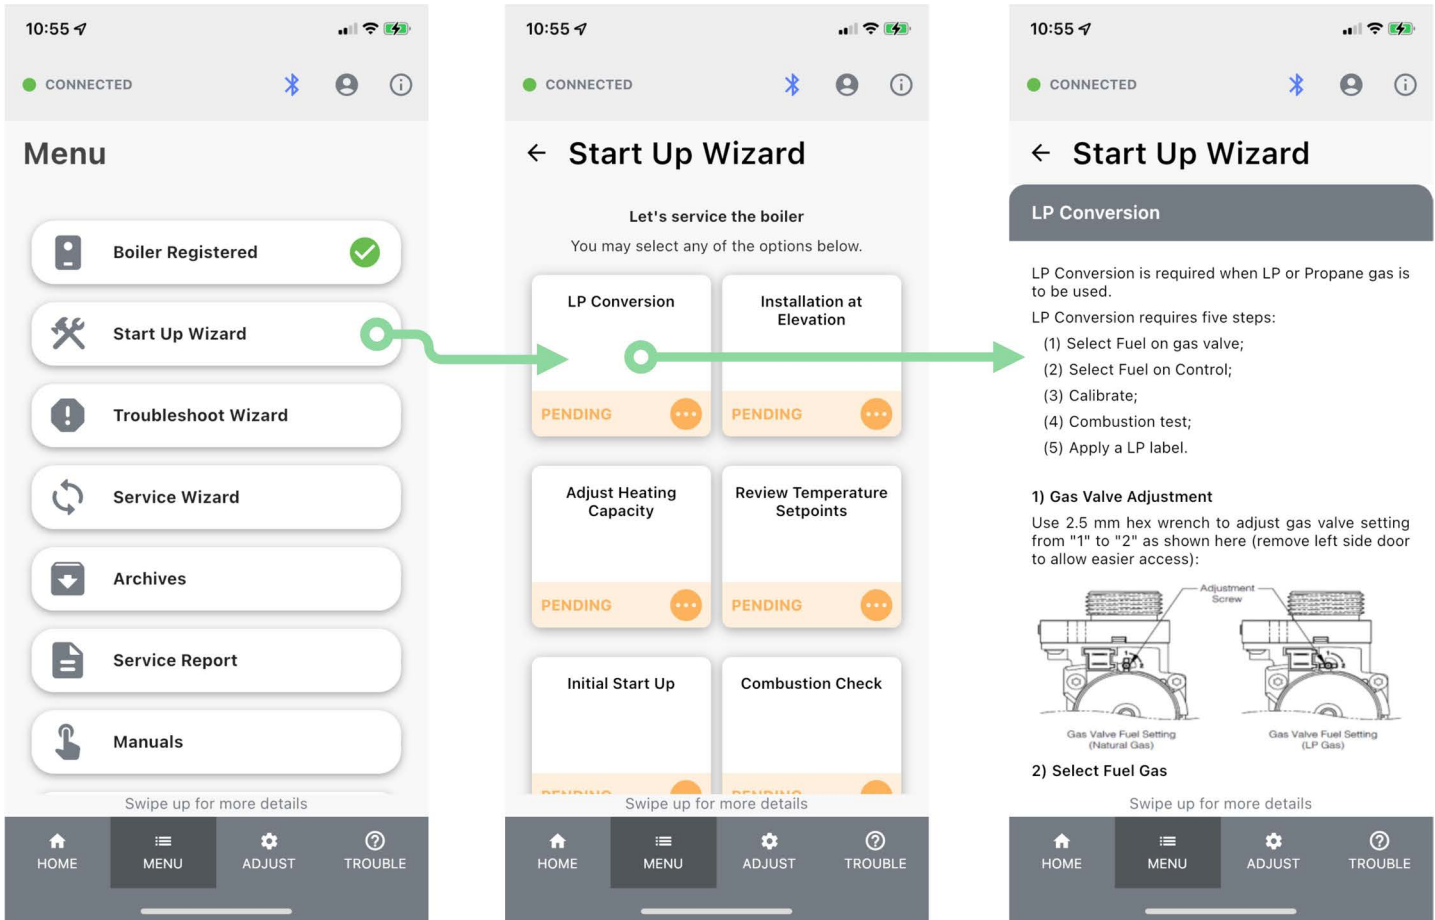 10:55
CONNECTED
Menu
Boiler Registered
Start Up Wizard
Troubleshoot Wizard
Service Wizard
Archives
Service Report
Manuals
Swipe up for more details
HOME
MENU
ADJUST
TROUBLE
10:55
CONNECTED
Start Up Wizard
Let's service the boiler
You may select any of the options below.
LP Conversion
PENDING
Installation at
Elevation
PENDING
Adjust Heating
Capacity
PENDING
Review Temperature
Setpoints
PENDING
Initial Start Up
PENDING
Combustion Check
PENDING
Swipe up for more details
HOME
MENU
ADJUST
TROUBLE
10:55
CONNECTED
Start Up Wizard
LP Conversion
LP Conversion is required when LP or Propane gas is
to be used.
LP Conversion requires five steps:
(1) Select Fuel on gas valve;
(2) Select Fuel on Control;
(3) Calibrate;
(4) Combustion test;
(5) Apply a LP label.
1) Gas Valve Adjustment
Use 2.5 mm hex wrench to adjust gas valve setting
from "1" to "2" as shown here (remove left side door
to allow easier access):
Adjustment
Screw
1
2
1
2
Gas Valve Fuel Setting
(Natural Gas)
Gas Valve Fuel Setting
(LP Gas)
2) Select Fuel Gas
Swipe up for more details
HOME
MENU
ADJUST
TROUBLE